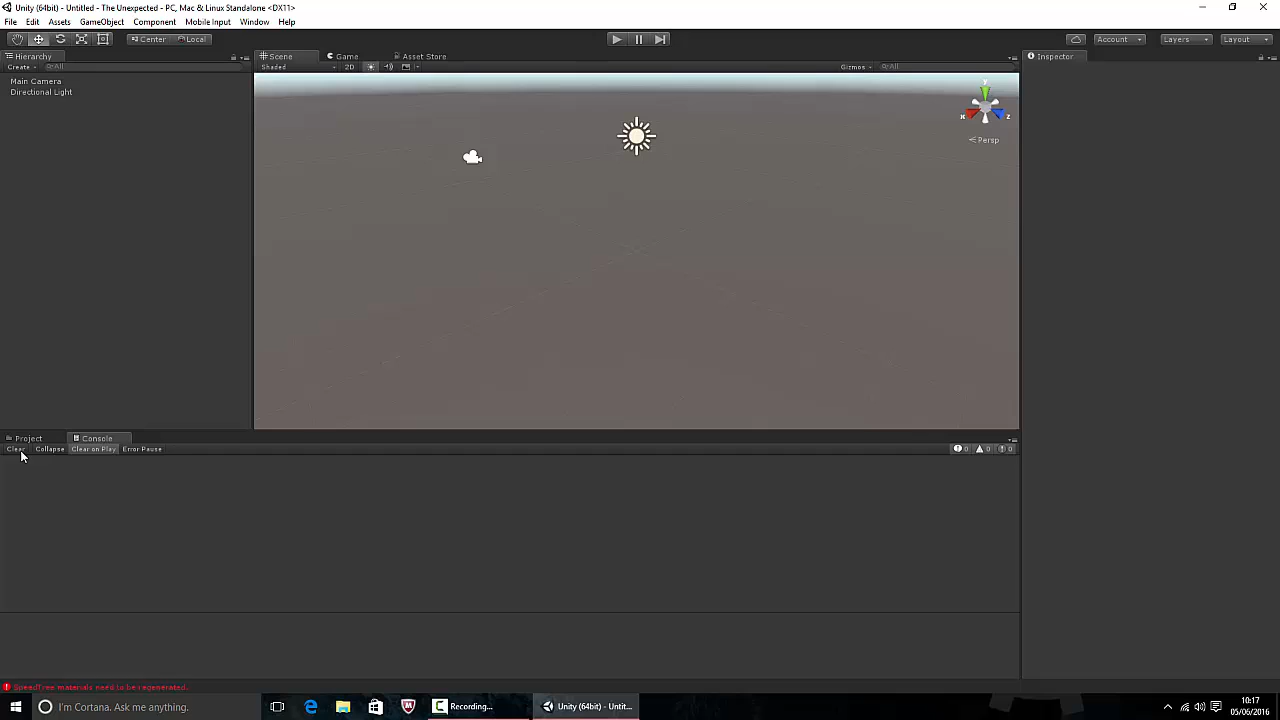 Unity (64bit) - Untitled - The Unexpected - PC, Mac & Linux Standalone <DX11>
File Edit Assets GameObject Component Mobile Input Window Help
Center Local Account Layers Layout
Hierarchy Scene Game Asset Store Inspector
Create All Shaded 2D Gizmos All
Main Camera
Directional Light
y
x z
Persp
Project Console
Clear Collapse Clear on Play Error Pause 0 0 0
SpeedTree materials need to be regenerated.
I'm Cortana. Ask me anything. Recording... Unity (64bit) - Untit... 10:17
05/06/2016